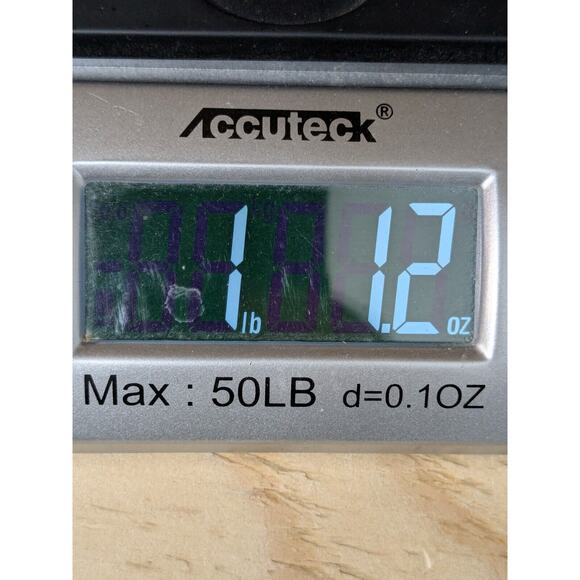 Accuteck®
1 lb 1.2 oz
Max : 50LB d=0.1OZ